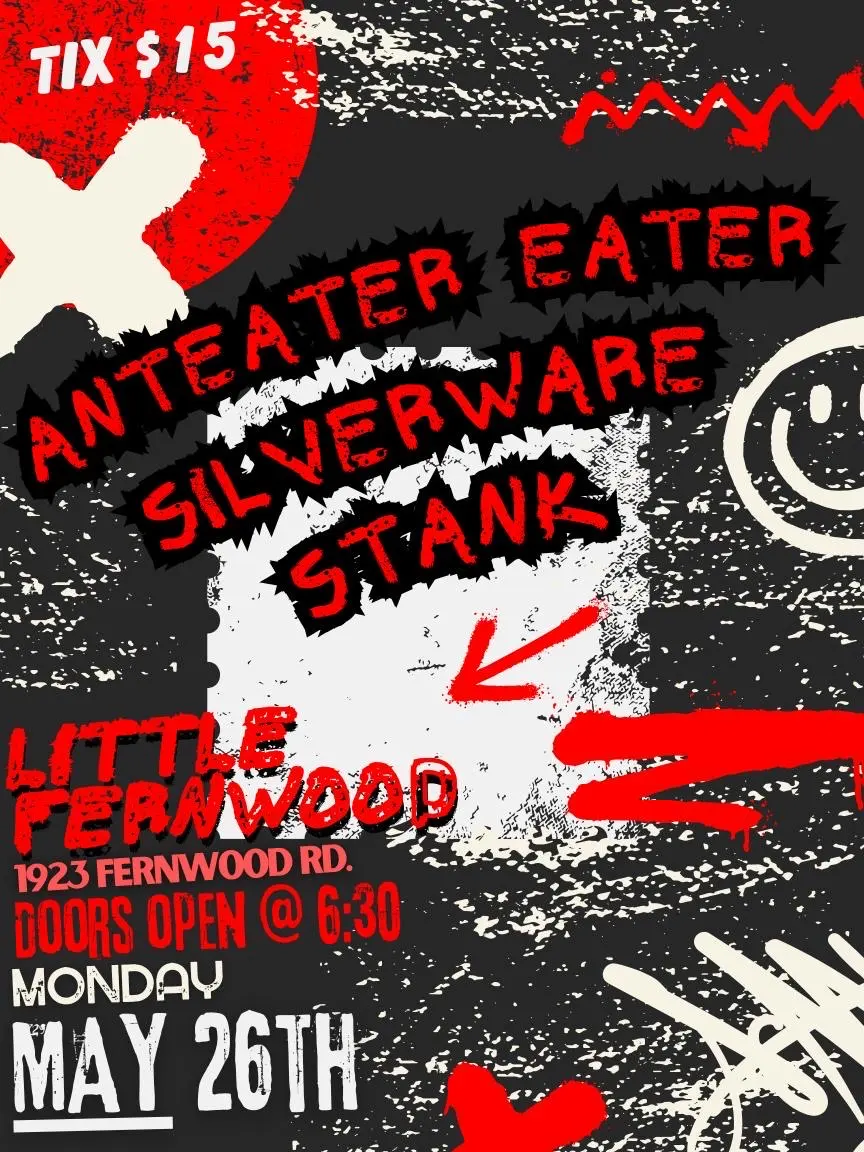 TIX $15
ANTEATER EATER
SILVERWARE
STANK
LITTLE
FERNWOOD
1923 FERNWOOD RD.
DOORS OPEN @ 6:30
MONDAY
MAY 26TH